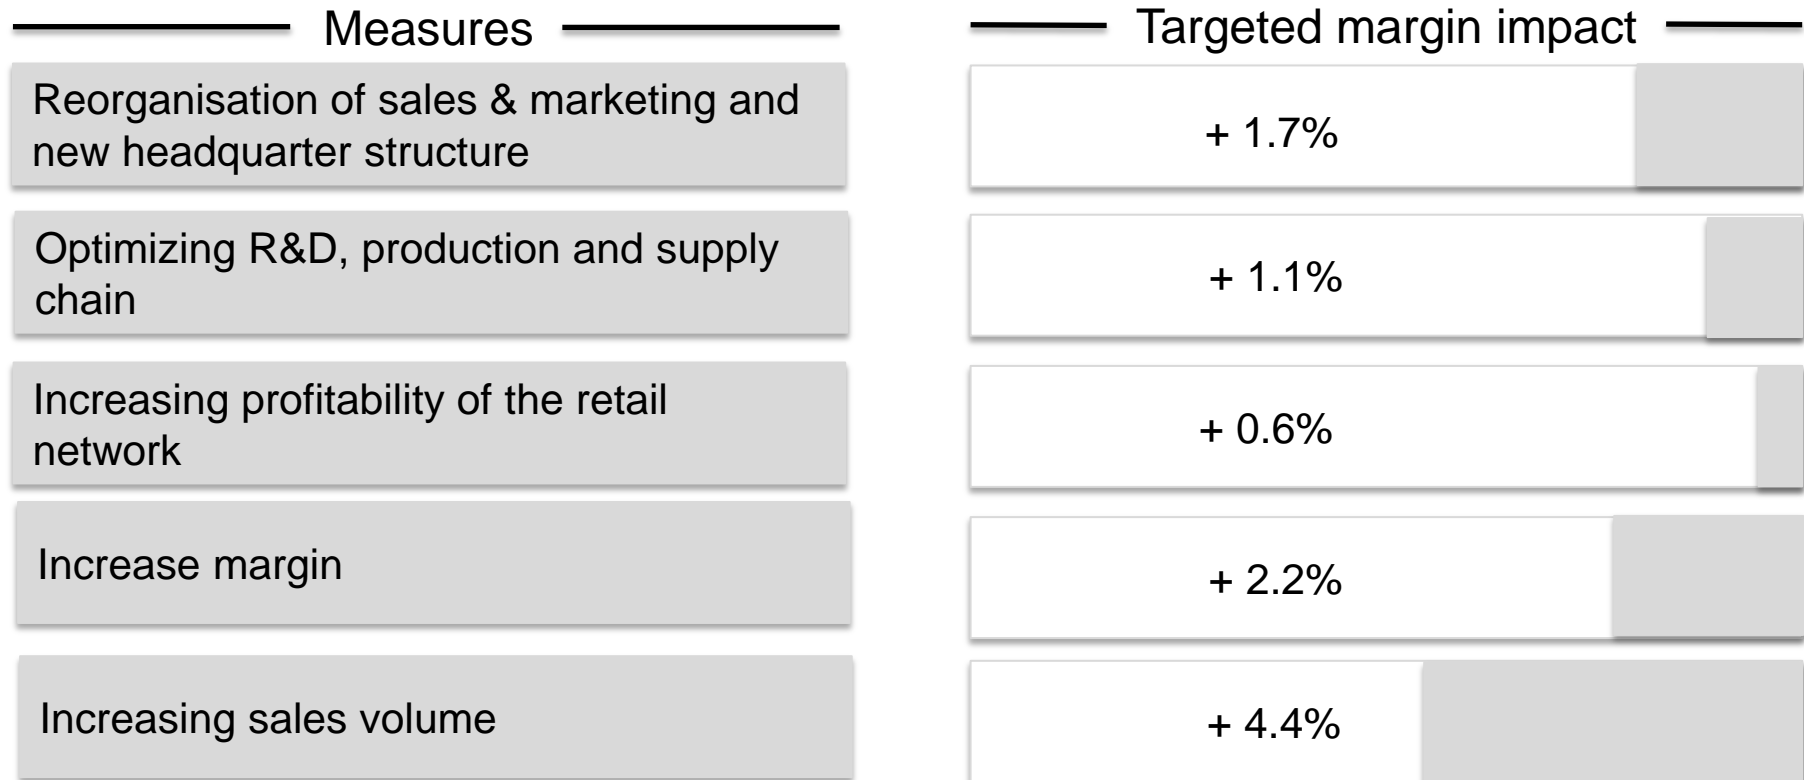 Measures
Targeted margin impact
Reorganisation of sales & marketing and
new headquarter structure
+ 1.7%
Optimizing R&D, production and supply
chain
+ 1.1%
Increasing profitability of the retail
network
+ 0.6%
Increase margin
+ 2.2%
Increasing sales volume
+ 4.4%